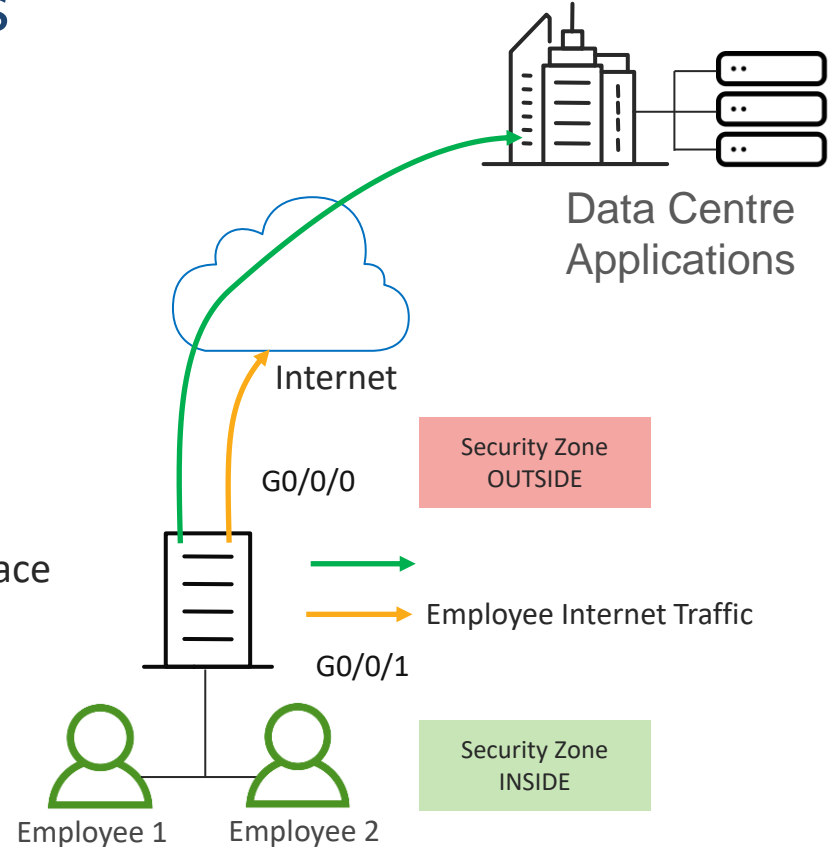 s
Data Centre
Applications
Internet
Security Zone
OUTSIDE
G0/0/0
ace
Employee Internet Traffic
G0/0/1
Security Zone
INSIDE
Employee 1
Employee 2